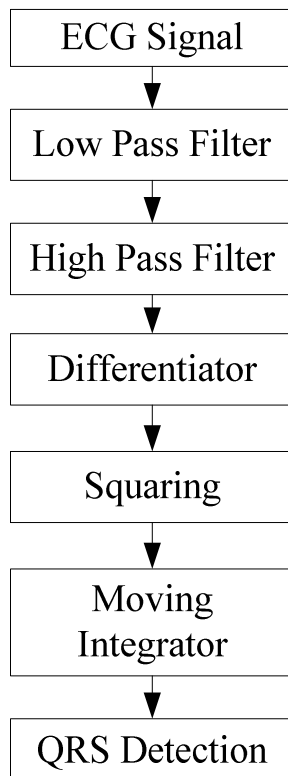 ECG Signal
Low Pass Filter
High Pass Filter
Differentiator
Squaring
Moving
Integrator
QRS Detection